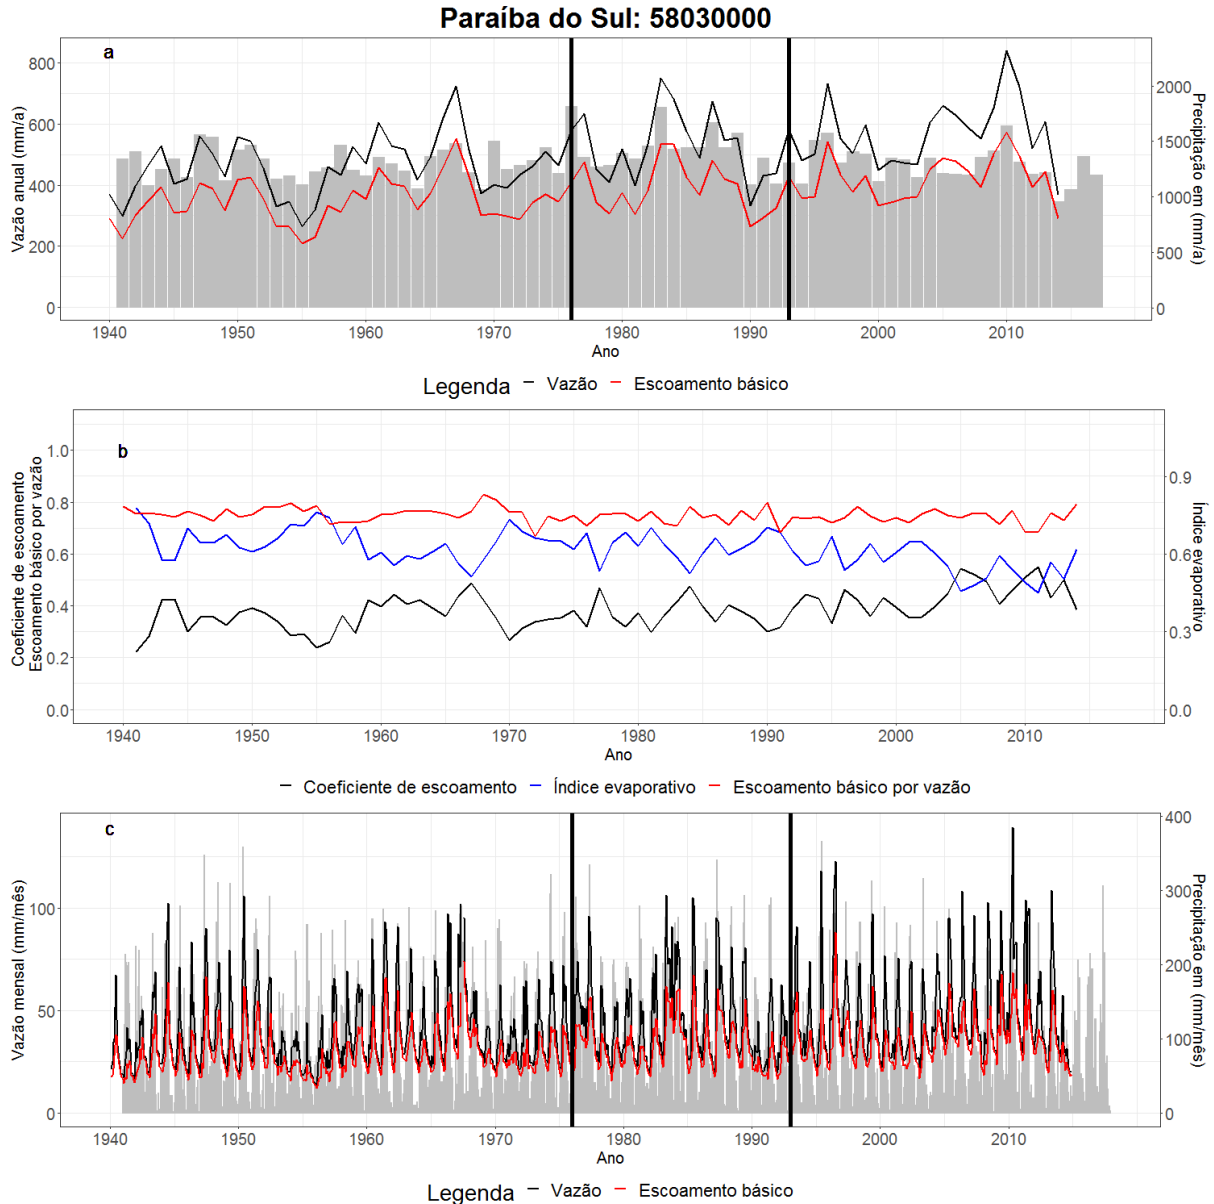 Paraíba do Sul: 58030000
a
Vazão anual (mm/a)
800
600
400
200
0
2000
1500
1000
500
0
Precipitação em (mm/a)
1940 1950 1960 1970 1980 1990 2000 2010
Ano
Legenda Vazão Escoamento básico
b
Coeficiente de escoamento
Escoamento básico por vazão
1.0
0.8
0.6
0.4
0.2
0.0
0.9
0.6
0.3
0.0
Índice evaporativo
1940 1950 1960 1970 1980 1990 2000 2010
Ano
Coeficiente de escoamento Índice evaporativo Escoamento básico por vazão
c
Vazão mensal (mm/mês)
100
50
0
400
300
200
100
0
Precipitação em (mm/mês)
1940 1950 1960 1970 1980 1990 2000 2010
Ano
Legenda Vazão Escoamento básico